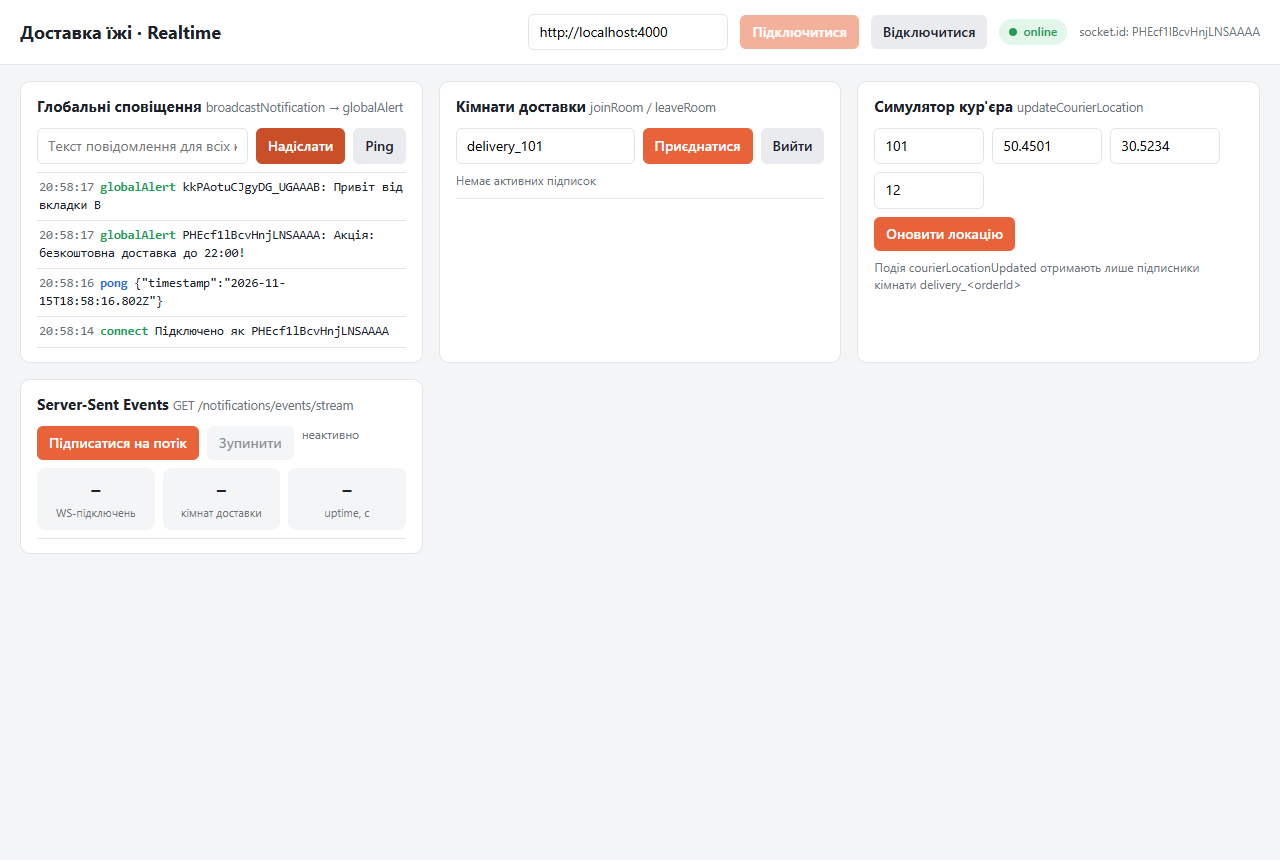 Доставка їжі · Realtime
http://localhost:4000
Підключитися
Відключитися
online
socket.id: PHEcf1lBcvHnjLNSAAAA
Глобальні сповіщення broadcastNotification → globalAlert
Текст повідомлення для всіх к
Надіслати
Ping
20:58:17 globalAlert kkPAotuCJgyDG_UGAAAB: Привіт від
вкладки B
20:58:17 globalAlert PHEcf1lBcvHnjLNSAAAA: Акція:
безкоштовна доставка до 22:00!
20:58:16 pong {"timestamp":"2026-11-
15T18:58:16.802Z"}
20:58:14 connect Підключено як PHEcf1lBcvHnjLNSAAAA
Кімнати доставки joinRoom / leaveRoom
delivery_101
Приєднатися
Вийти
Немає активних підписок
Симулятор кур'єра updateCourierLocation
101
50.4501
30.5234
12
Оновити локацію
Подія courierLocationUpdated отримають лише підписники
кімнати delivery_<orderId>
Server-Sent Events GET /notifications/events/stream
Підписатися на потік
Зупинити
неактивно
–
WS-підключень
–
кімнат доставки
–
uptime, с